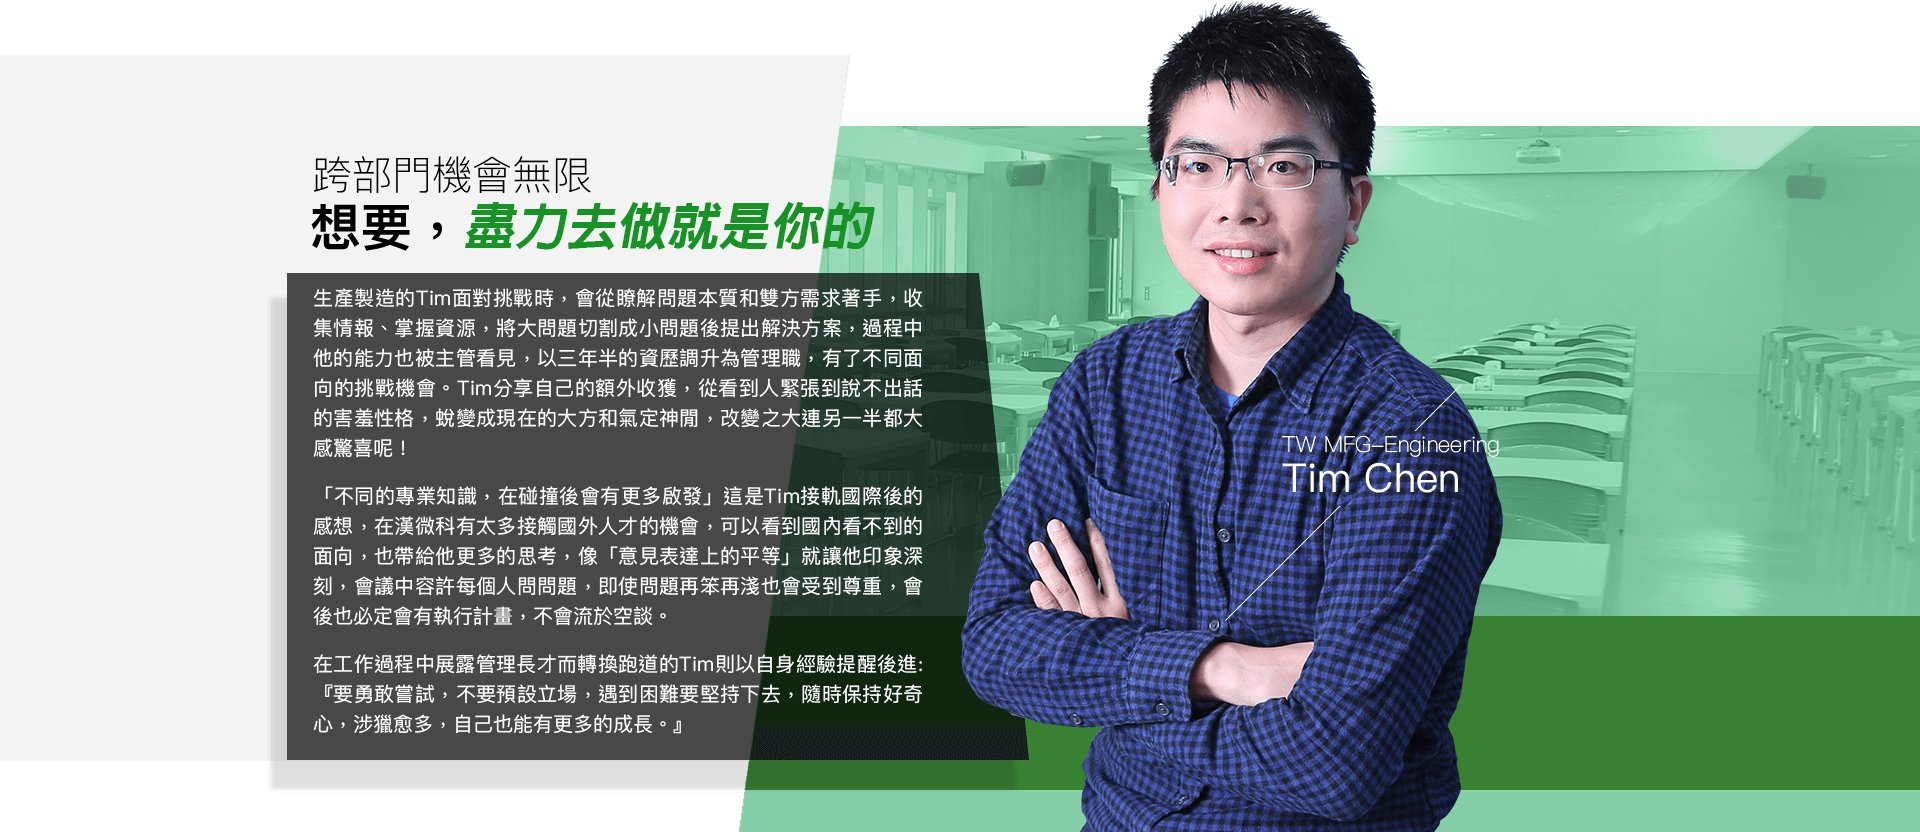 跨部門機會無限
想要，盡力去做就是你的
生產製造的Tim面對挑戰時，會從瞭解問題本質和雙方需求著手，收
集情報、掌握資源，將大問題切割成小問題後提出解決方案，過程中
他的能力也被主管看見，以三年半的資歷調升為管理職，有了不同面
向的挑戰機會。Tim分享自己的額外收獲，從看到人緊張到說不出話
的害羞性格，蛻變成現在的大方和氣定神閒，改變之大連另一半都大
感驚喜呢！
「不同的專業知識，在碰撞後會有更多啟發」這是Tim接軌國際後的
感想，在漢微科有太多接觸國外人才的機會，可以看到國內看不到的
面向，也帶給他更多的思考，像「意見表達上的平等」就讓他印象深
刻，會議中容許每個人問問題，即使問題再笨再淺也會受到尊重，會
後也必定會有執行計畫，不會流於空談。
在工作過程中展露管理長才而轉換跑道的Tim則以自身經驗提醒後進:
『要勇敢嘗試，不要預設立場，遇到困難要堅持下去，隨時保持好奇
心，涉獵愈多，自己也能有更多的成長。』
TW MFG–Engineering
Tim Chen